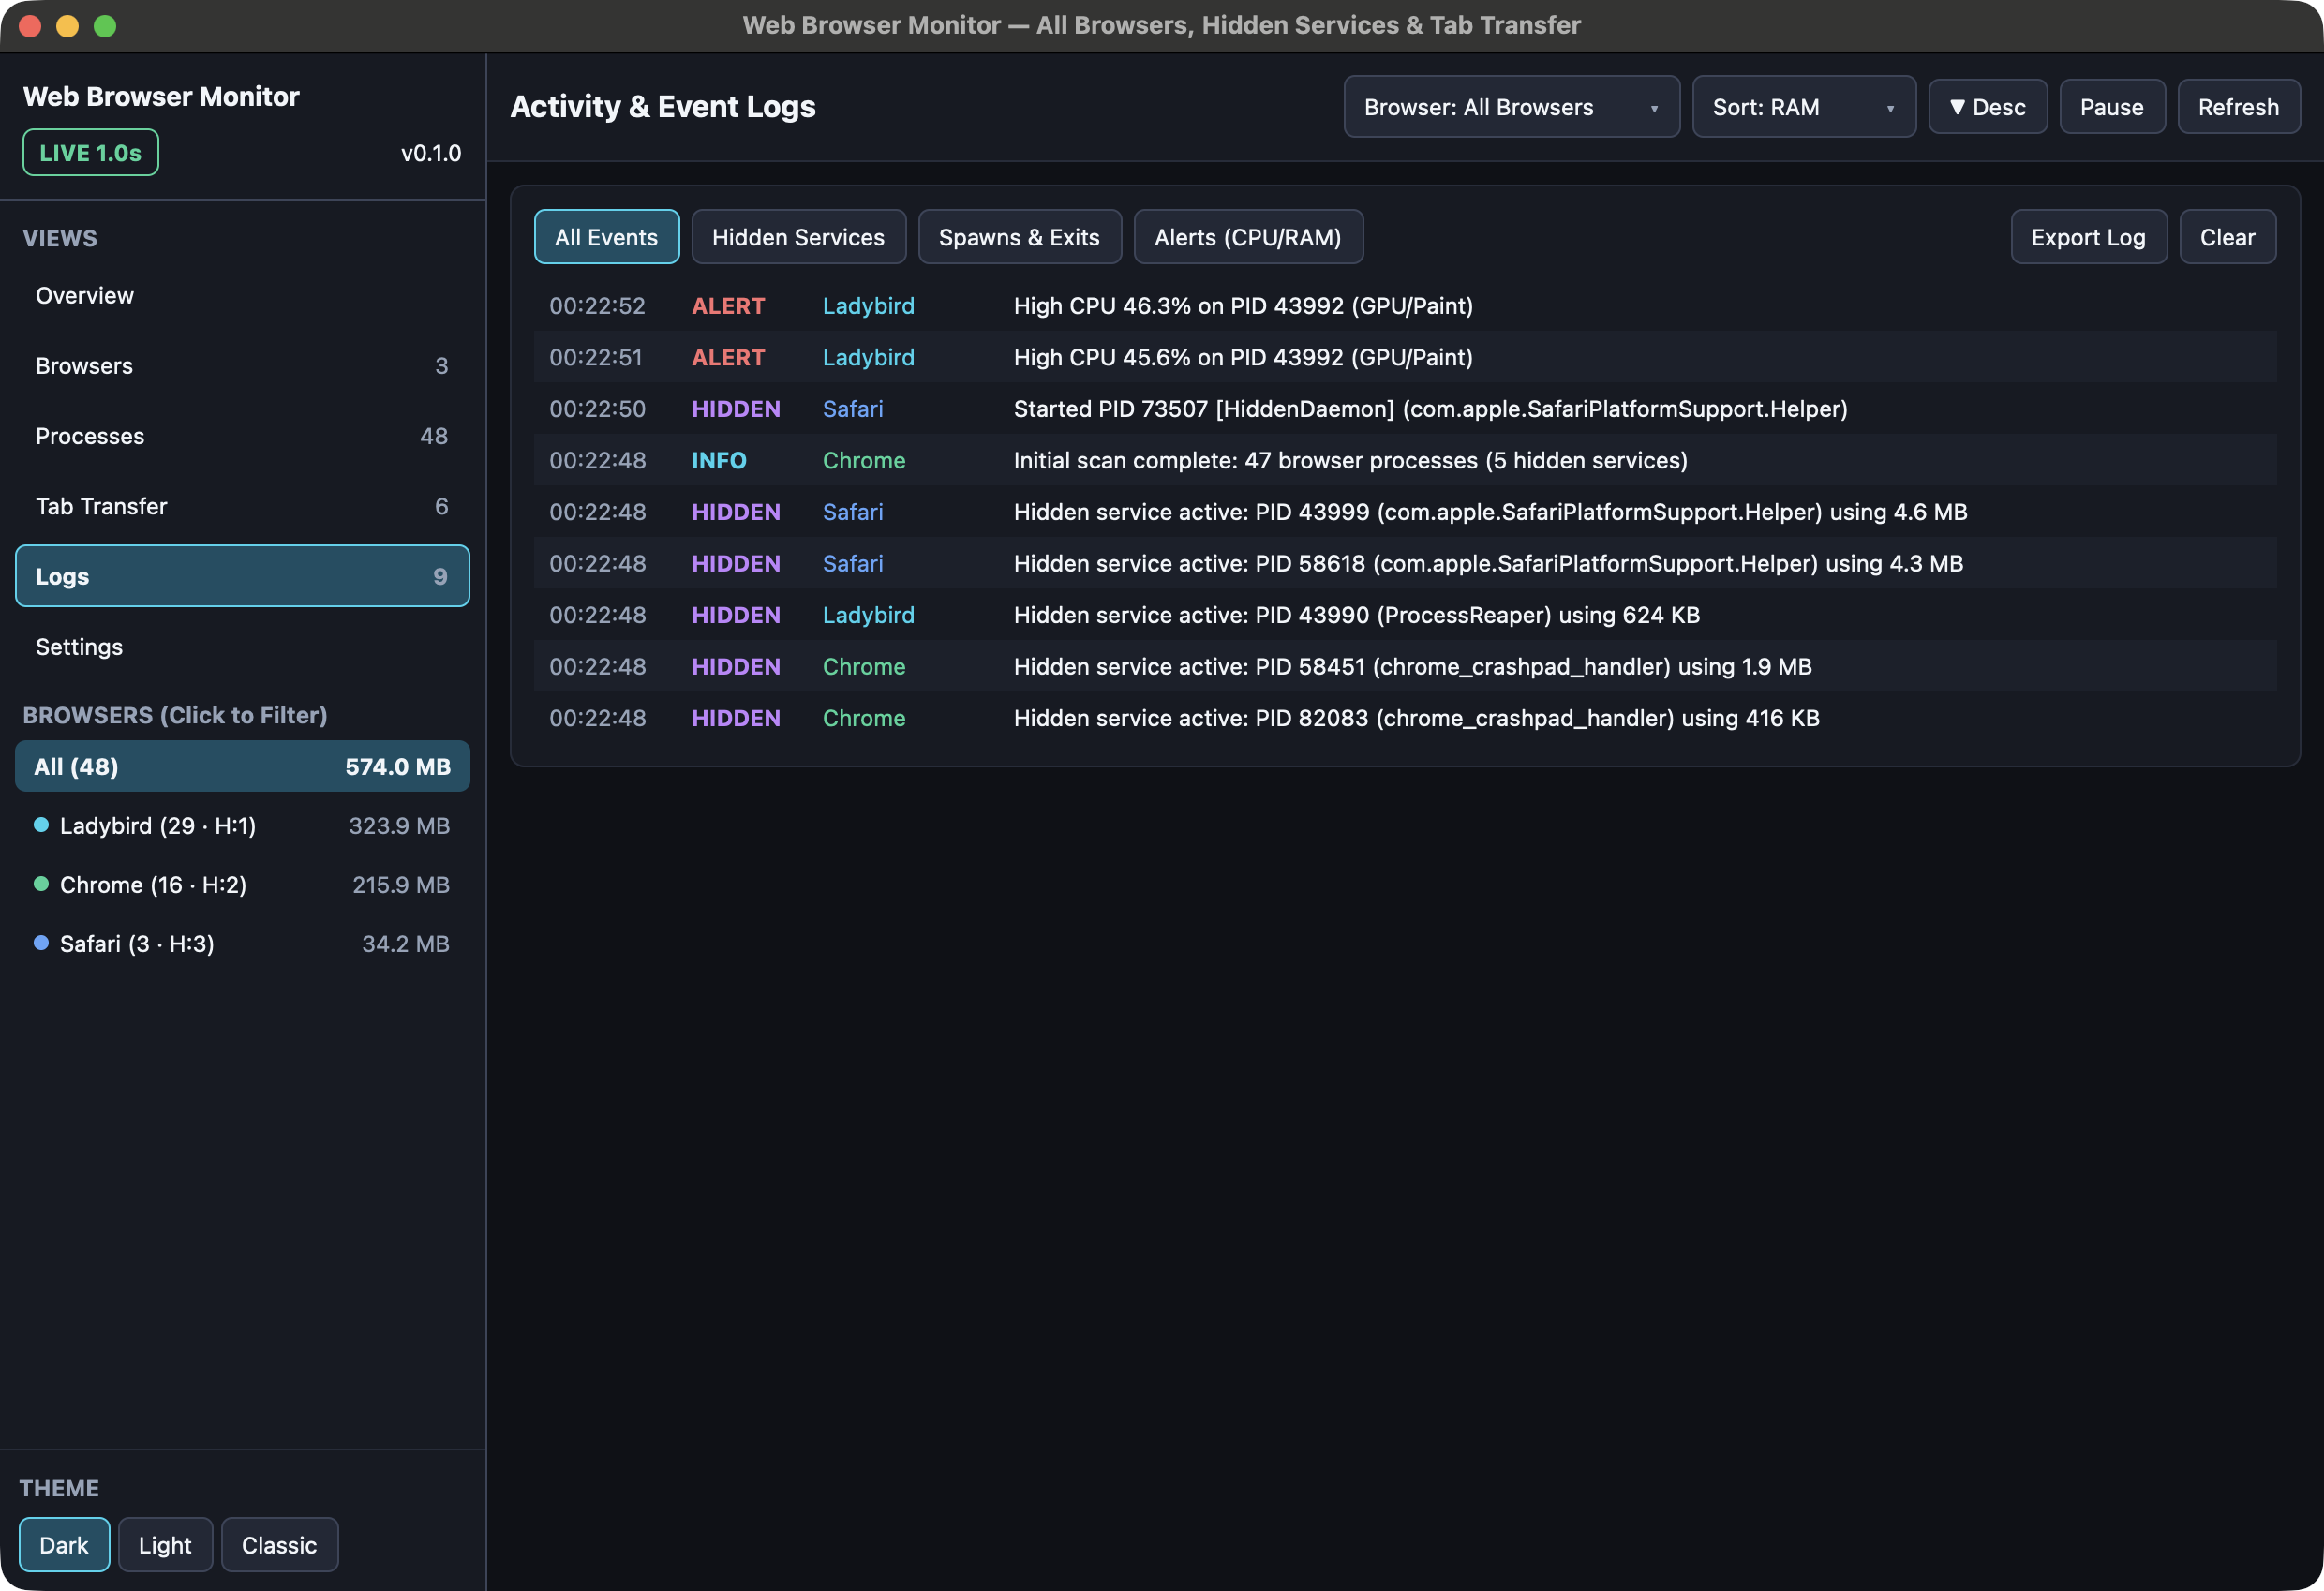 Web Browser Monitor — All Browsers, Hidden Services & Tab Transfer
Web Browser Monitor
LIVE 1.0s
v0.1.0
VIEWS
Overview
Browsers 3
Processes 48
Tab Transfer 6
Logs 9
Settings
BROWSERS (Click to Filter)
All (48) 574.0 MB
Ladybird (29 · H:1) 323.9 MB
Chrome (16 · H:2) 215.9 MB
Safari (3 · H:3) 34.2 MB
THEME
Dark Light Classic
Activity & Event Logs
Browser: All Browsers ▾ Sort: RAM ▾ ▼ Desc Pause Refresh
All Events Hidden Services Spawns & Exits Alerts (CPU/RAM) Export Log Clear
00:22:52 ALERT Ladybird High CPU 46.3% on PID 43992 (GPU/Paint)
00:22:51 ALERT Ladybird High CPU 45.6% on PID 43992 (GPU/Paint)
00:22:50 HIDDEN Safari Started PID 73507 [HiddenDaemon] (com.apple.SafariPlatformSupport.Helper)
00:22:48 INFO Chrome Initial scan complete: 47 browser processes (5 hidden services)
00:22:48 HIDDEN Safari Hidden service active: PID 43999 (com.apple.SafariPlatformSupport.Helper) using 4.6 MB
00:22:48 HIDDEN Safari Hidden service active: PID 58618 (com.apple.SafariPlatformSupport.Helper) using 4.3 MB
00:22:48 HIDDEN Ladybird Hidden service active: PID 43990 (ProcessReaper) using 624 KB
00:22:48 HIDDEN Chrome Hidden service active: PID 58451 (chrome_crashpad_handler) using 1.9 MB
00:22:48 HIDDEN Chrome Hidden service active: PID 82083 (chrome_crashpad_handler) using 416 KB